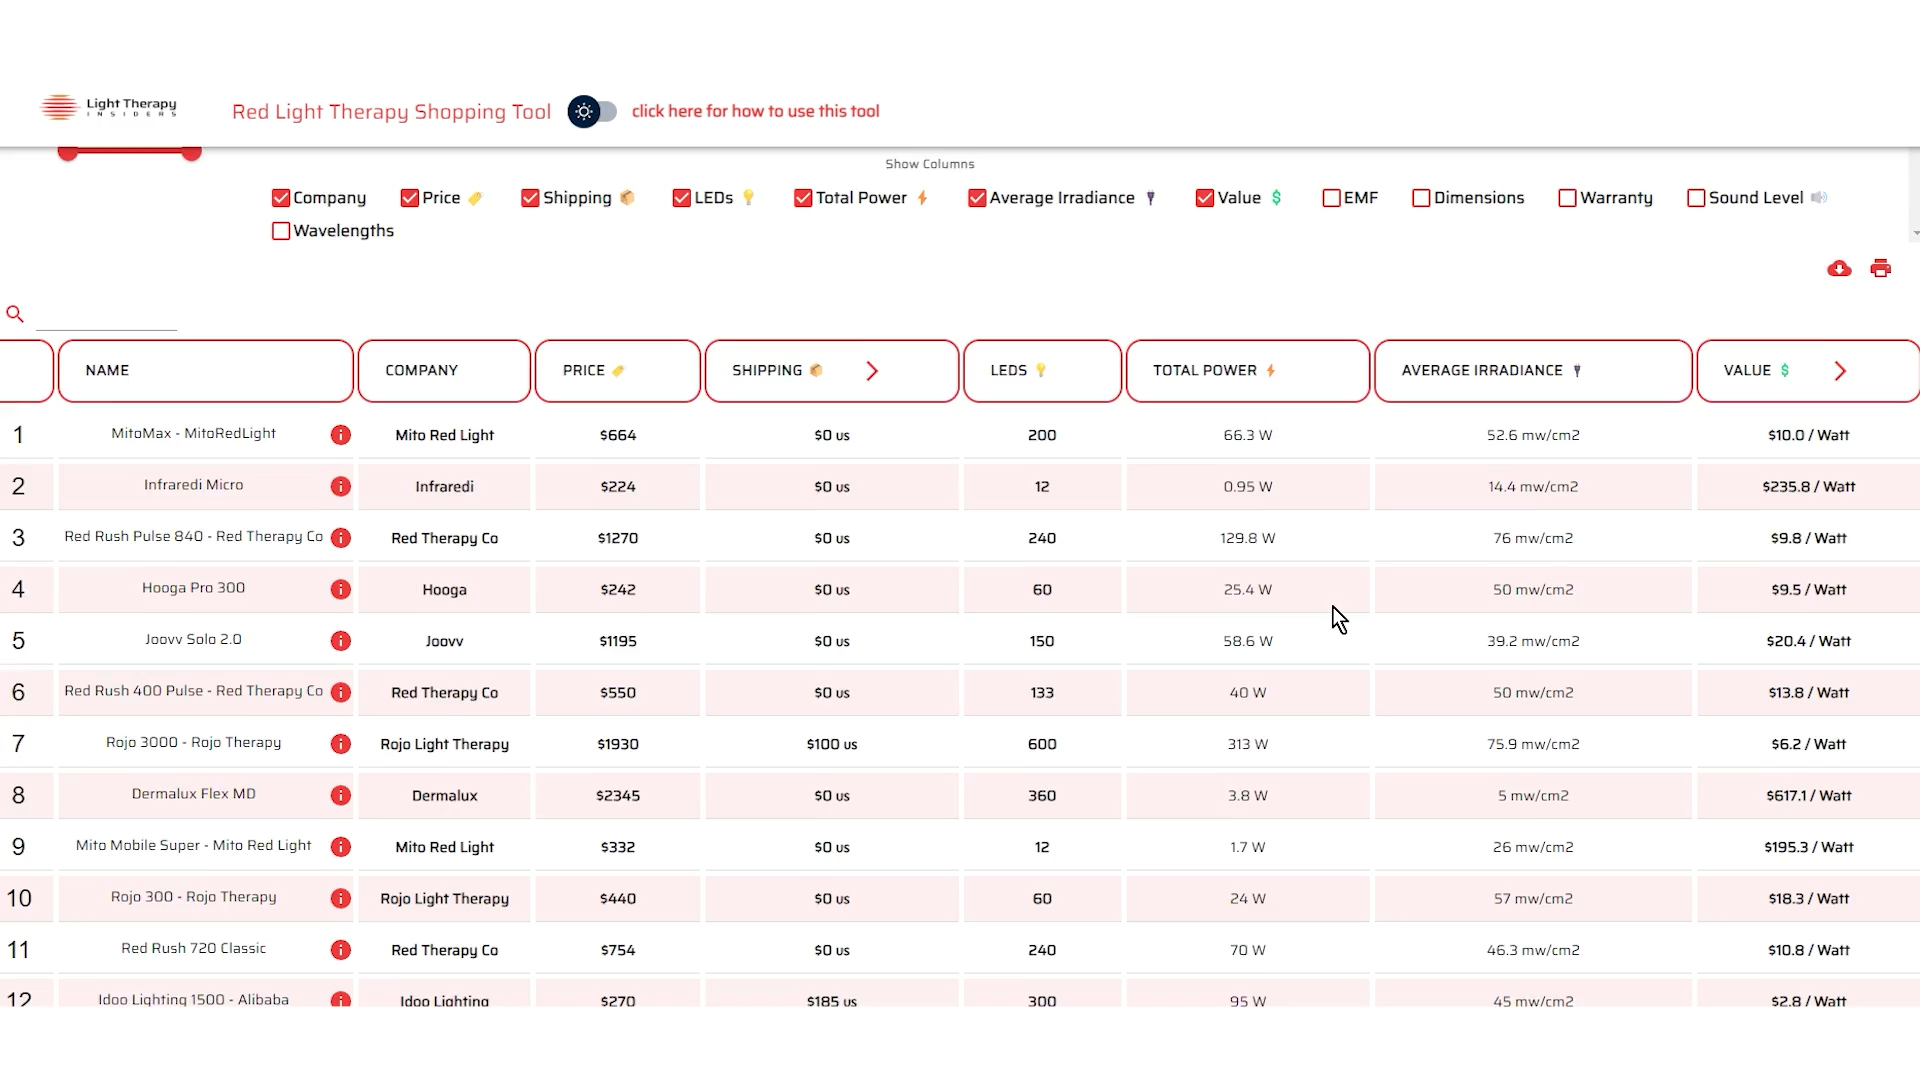 Light Therapy
INSIDERS
Red Light Therapy Shopping Tool
click here for how to use this tool
Show Columns
Company Price Shipping LEDs Total Power Average Irradiance Value $ EMF Dimensions Warranty Sound Level
Wavelengths
NAME COMPANY PRICE SHIPPING LEDS TOTAL POWER AVERAGE IRRADIANCE VALUE $
1 MitoMax - MitoRedLight i Mito Red Light $664 $0 us 200 66.3 W 52.6 mw/cm2 $10.0 / Watt
2 Infraredi Micro i Infraredi $224 $0 us 12 0.95 W 14.4 mw/cm2 $235.8 / Watt
3 Red Rush Pulse 840 - Red Therapy Co i Red Therapy Co $1270 $0 us 240 129.8 W 76 mw/cm2 $9.8 / Watt
4 Hooga Pro 300 i Hooga $242 $0 us 60 25.4 W 50 mw/cm2 $9.5 / Watt
5 Joovv Solo 2.0 i Joovv $1195 $0 us 150 58.6 W 39.2 mw/cm2 $20.4 / Watt
6 Red Rush 400 Pulse - Red Therapy Co i Red Therapy Co $550 $0 us 133 40 W 50 mw/cm2 $13.8 / Watt
7 Rojo 3000 - Rojo Therapy i Rojo Light Therapy $1930 $100 us 600 313 W 75.9 mw/cm2 $6.2 / Watt
8 Dermalux Flex MD i Dermalux $2345 $0 us 360 3.8 W 5 mw/cm2 $617.1 / Watt
9 Mito Mobile Super - Mito Red Light i Mito Red Light $332 $0 us 12 1.7 W 26 mw/cm2 $195.3 / Watt
10 Rojo 300 - Rojo Therapy i Rojo Light Therapy $440 $0 us 60 24 W 57 mw/cm2 $18.3 / Watt
11 Red Rush 720 Classic i Red Therapy Co $754 $0 us 240 70 W 46.3 mw/cm2 $10.8 / Watt
12 Idoo Lighting 1500 - Alibaba i Idoo Lighting $270 $185 us 300 95 W 45 mw/cm2 $2.8 / Watt